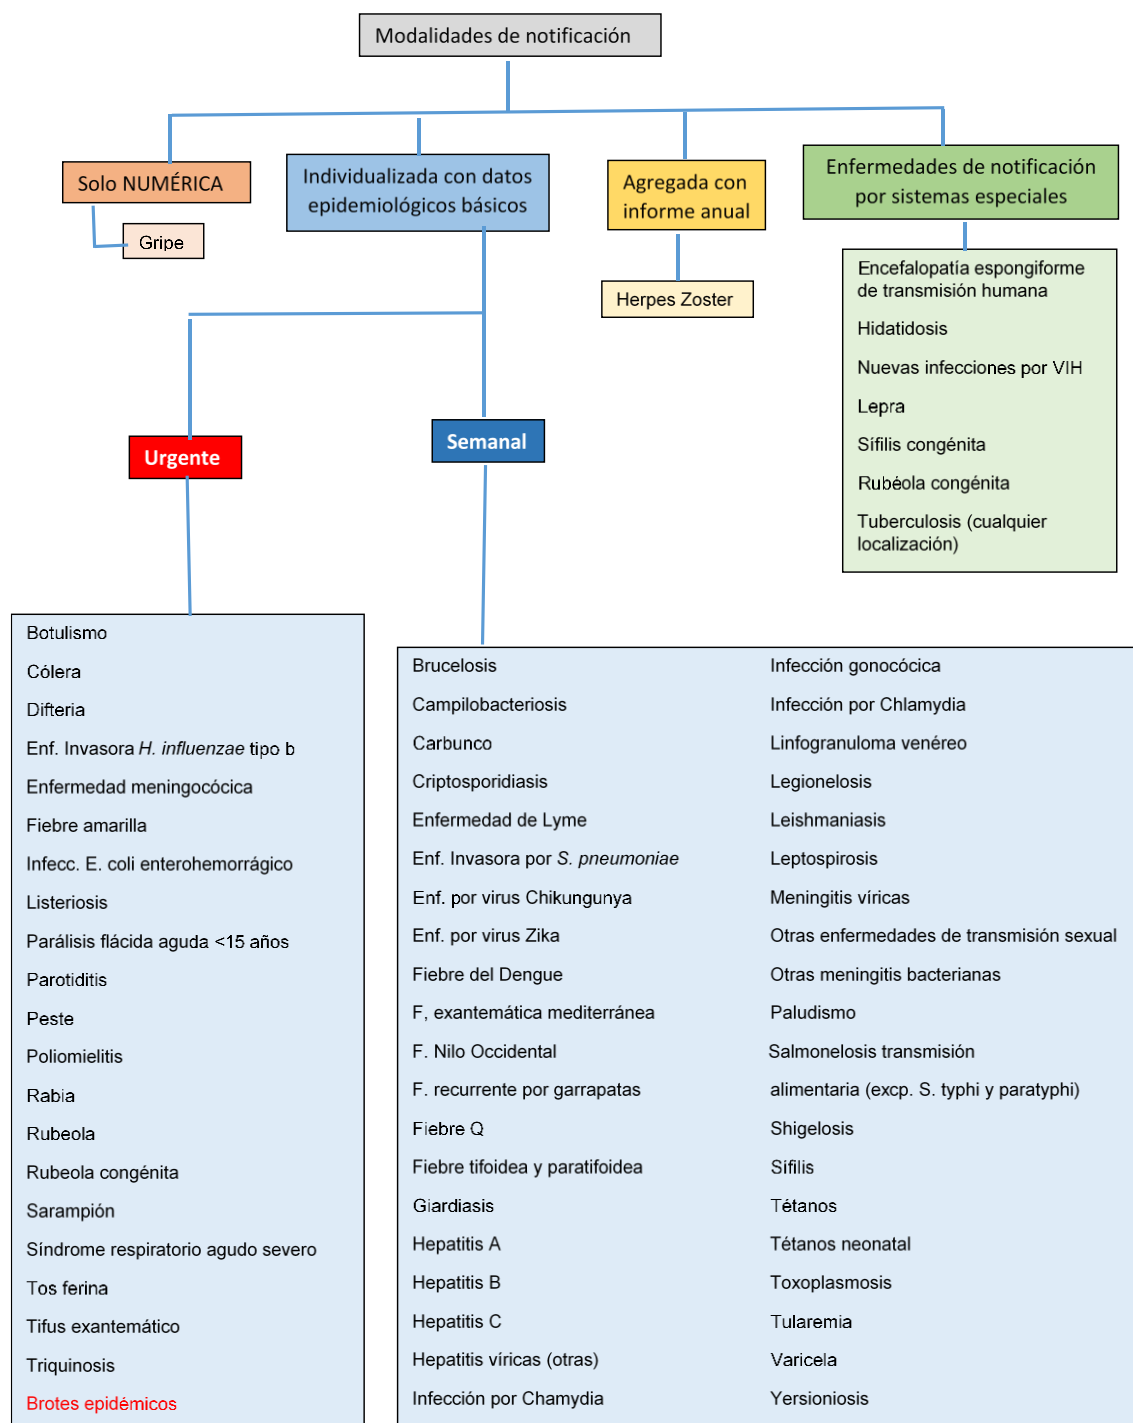 Modalidades de notificación
Solo NUMÉRICA
Gripe
Individualizada con datos
epidemiológicos básicos
Agregada con
informe anual
Herpes Zoster
Enfermedades de notificación
por sistemas especiales
Encefalopatía espongiforme
de transmisión humana
Hidatidosis
Nuevas infecciones por VIH
Lepra
Sífilis congénita
Rubéola congénita
Tuberculosis (cualquier
localización)
Urgente
Semanal
Botulismo
Cólera
Difteria
Enf. Invasora H. influenzae tipo b
Enfermedad meningocócica
Fiebre amarilla
Infecc. E. coli enterohemorrágico
Listeriosis
Parálisis flácida aguda <15 años
Parotiditis
Peste
Poliomielitis
Rabia
Rubeola
Rubeola congénita
Sarampión
Síndrome respiratorio agudo severo
Tos ferina
Tifus exantemático
Triquinosis
Brotes epidémicos
Brucelosis
Campilobacteriosis
Carbunco
Criptosporidiasis
Enfermedad de Lyme
Enf. Invasora por S. pneumoniae
Enf. por virus Chikungunya
Enf. por virus Zika
Fiebre del Dengue
F, exantemática mediterránea
F. Nilo Occidental
F. recurrente por garrapatas
Fiebre Q
Fiebre tifoidea y paratifoidea
Giardiasis
Hepatitis A
Hepatitis B
Hepatitis C
Hepatitis víricas (otras)
Infección por Chamydia
Infección gonocócica
Infección por Chlamydia
Linfogranuloma venéreo
Legionelosis
Leishmaniasis
Leptospirosis
Meningitis víricas
Otras enfermedades de transmisión sexual
Otras meningitis bacterianas
Paludismo
Salmonelosis transmisión
alimentaria (excp. S. typhi y paratyphi)
Shigelosis
Sífilis
Tétanos
Tétanos neonatal
Toxoplasmosis
Tularemia
Varicela
Yersioniosis